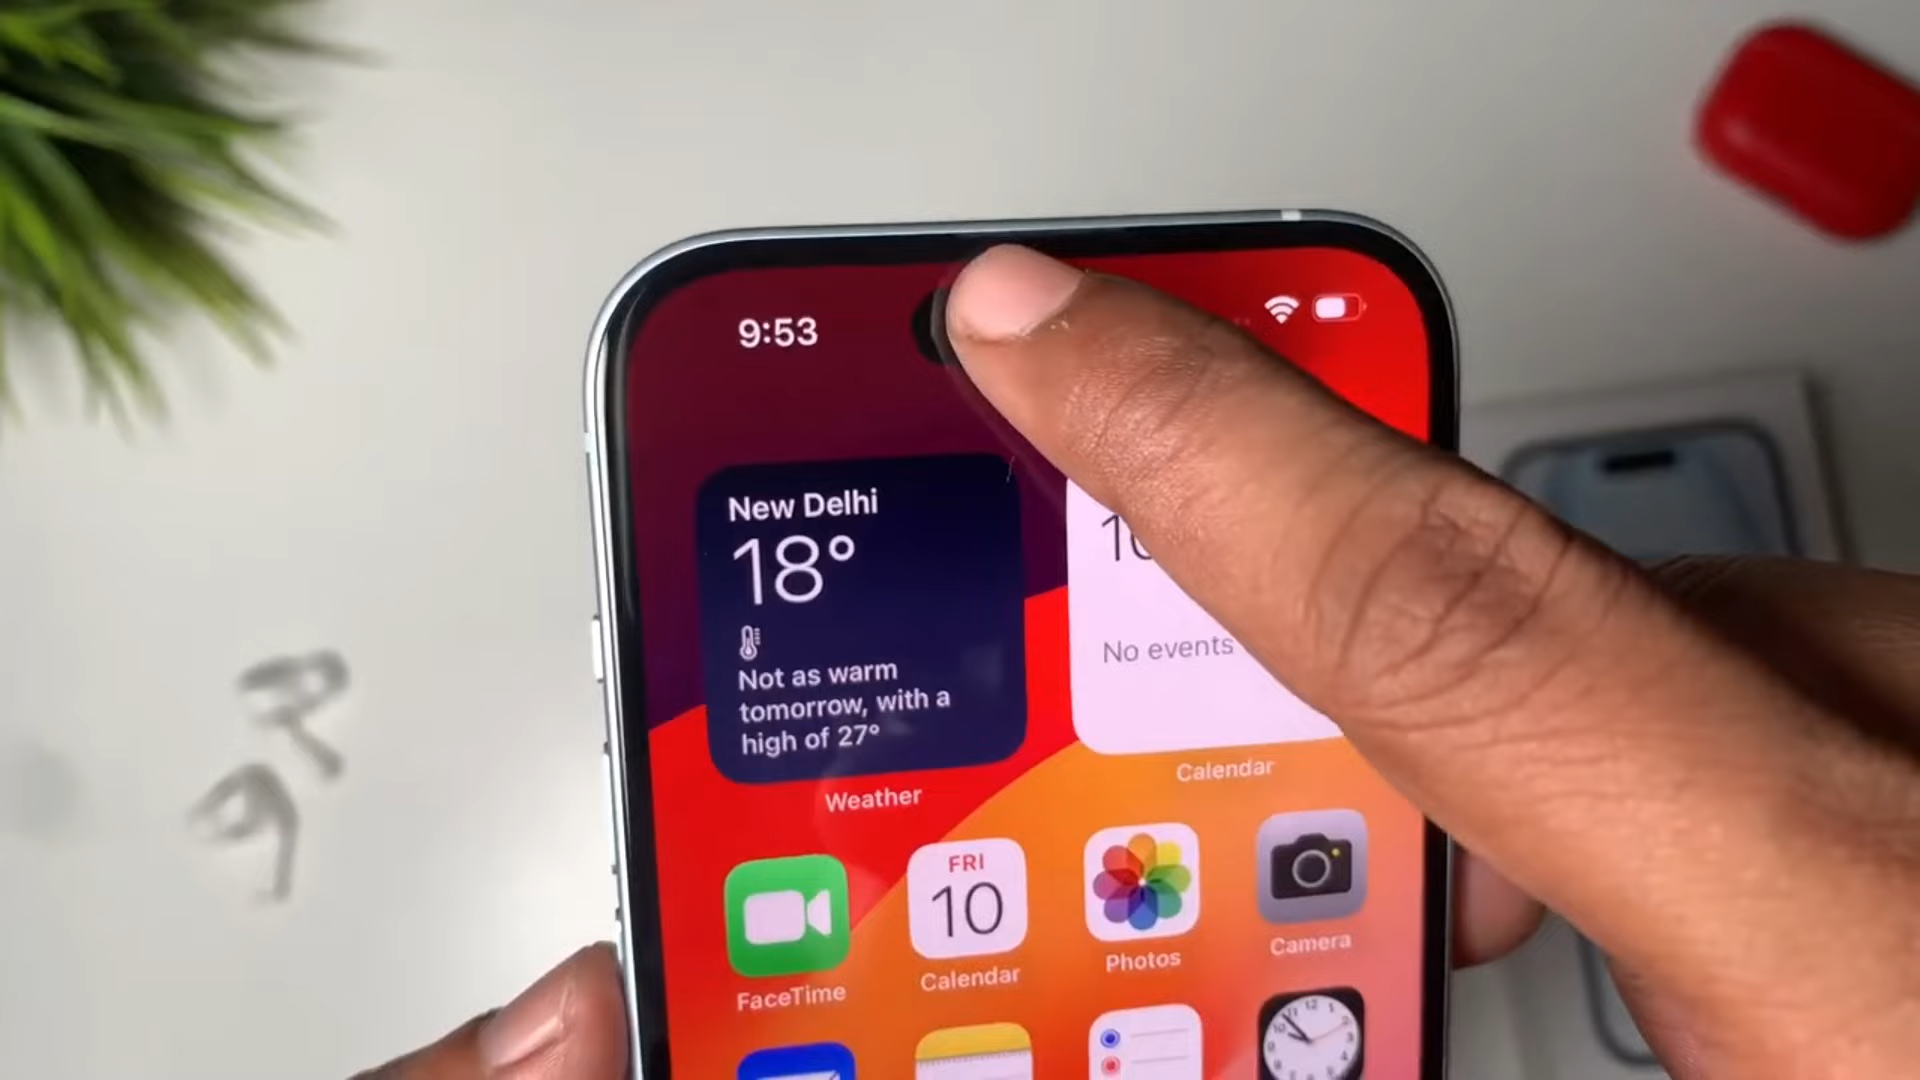 9:53
New Delhi
18°
Not as warm
tomorrow, with a
high of 27°
Weather
No events
Calendar
FaceTime
FRI
10
Calendar
Photos
Camera